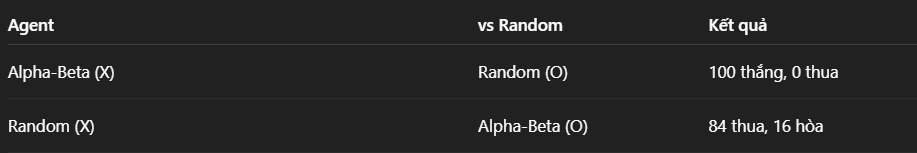 Agent vs Random Kết quả
Alpha-Beta (X) Random (O) 100 thắng, 0 thua
Random (X) Alpha-Beta (O) 84 thua, 16 hòa